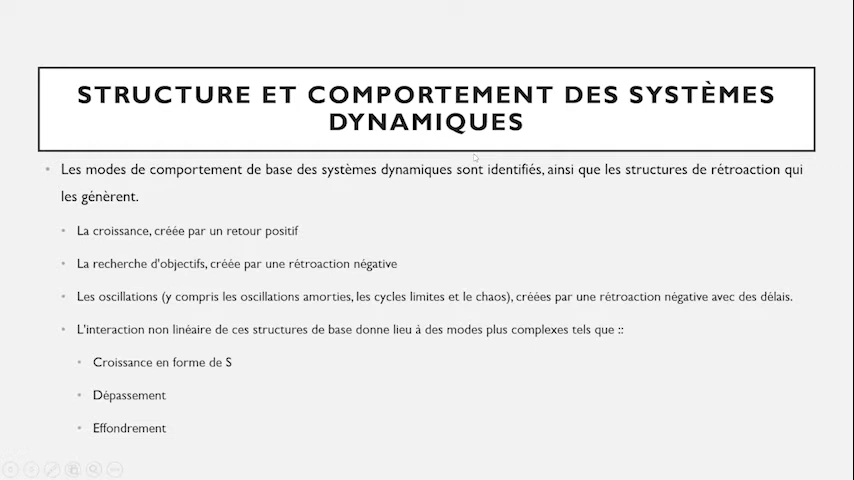 STRUCTURE ET COMPORTEMENT DES SYSTÈMES
DYNAMIQUES
• Les modes de comportement de base des systèmes dynamiques sont identifiés, ainsi que les structures de rétroaction qui
les génèrent.
• La croissance, créée par un retour positif
• La recherche d'objectifs, créée par une rétroaction négative
• Les oscillations (y compris les oscillations amorties, les cycles limites et le chaos), créées par une rétroaction négative avec des délais.
• L'interaction non linéaire de ces structures de base donne lieu à des modes plus complexes tels que ::
• Croissance en forme de S
• Dépassement
• Effondrement